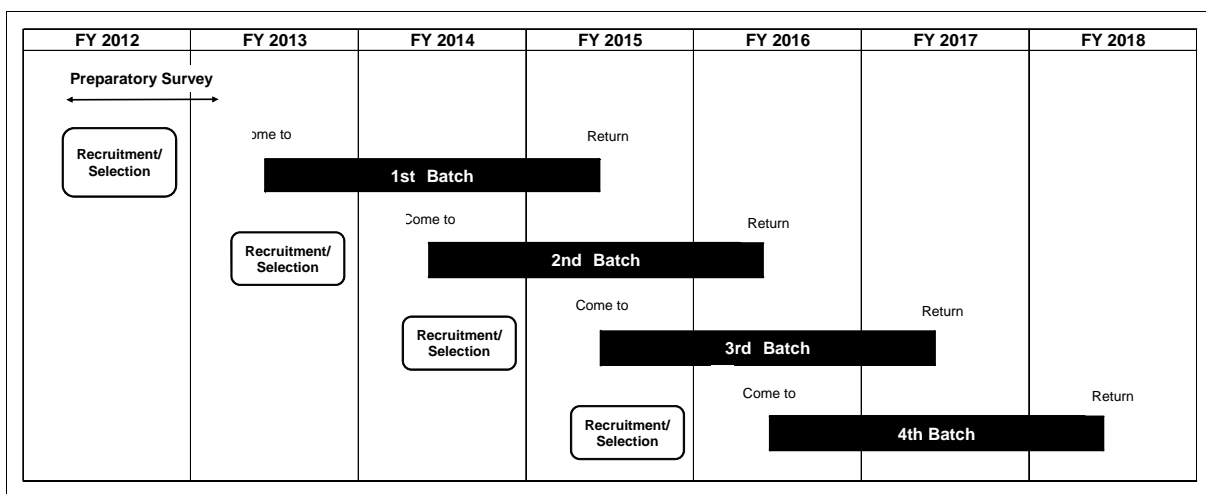 FY 2012 FY 2013 FY 2014 FY 2015 FY 2016 FY 2017 FY 2018
Preparatory Survey
ome to Return
Recruitment/
Selection
1st Batch
Come to Return
Recruitment/
Selection
2nd Batch
Come to Return
Recruitment/
Selection
3rd Batch
Come to Return
Recruitment/
Selection
4th Batch